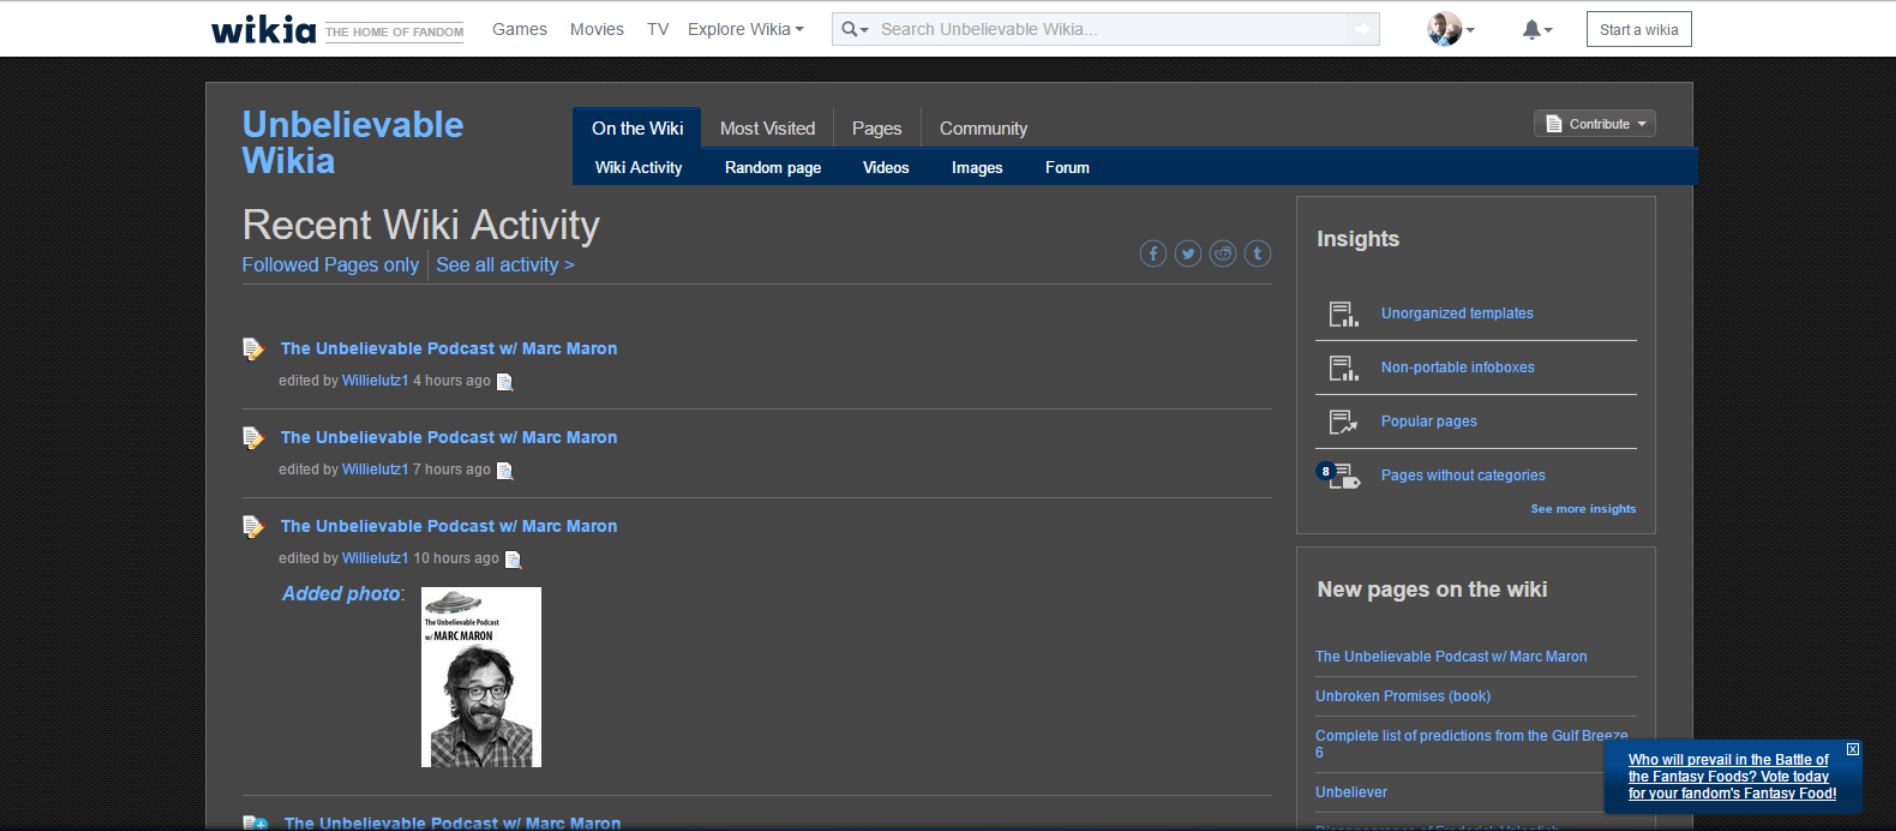 wikia THE HOME OF FANDOM Games Movies TV Explore Wikia Search Unbelievable Wikia... Start a wikia
Unbelievable
Wikia
On the Wiki Most Visited Pages Community Contribute
Wiki Activity Random page Videos Images Forum
Recent Wiki Activity
Followed Pages only See all activity >
The Unbelievable Podcast w/ Marc Maron
edited by Willielutz1 4 hours ago
The Unbelievable Podcast w/ Marc Maron
edited by Willielutz1 7 hours ago
The Unbelievable Podcast w/ Marc Maron
edited by Willielutz1 10 hours ago
Added photo:
The Unbelievable Podcast
w/ MARC MARON
The Unbelievable Podcast w/ Marc Maron
Insights
Unorganized templates
Non-portable infoboxes
Popular pages
8 Pages without categories
See more insights
New pages on the wiki
The Unbelievable Podcast w/ Marc Maron
Unbroken Promises (book)
Complete list of predictions from the Gulf Breeze
6
Unbeliever
Disappearance of Frederick Valentich
Who will prevail in the Battle of
the Fantasy Foods? Vote today
for your fandom's Fantasy Food!